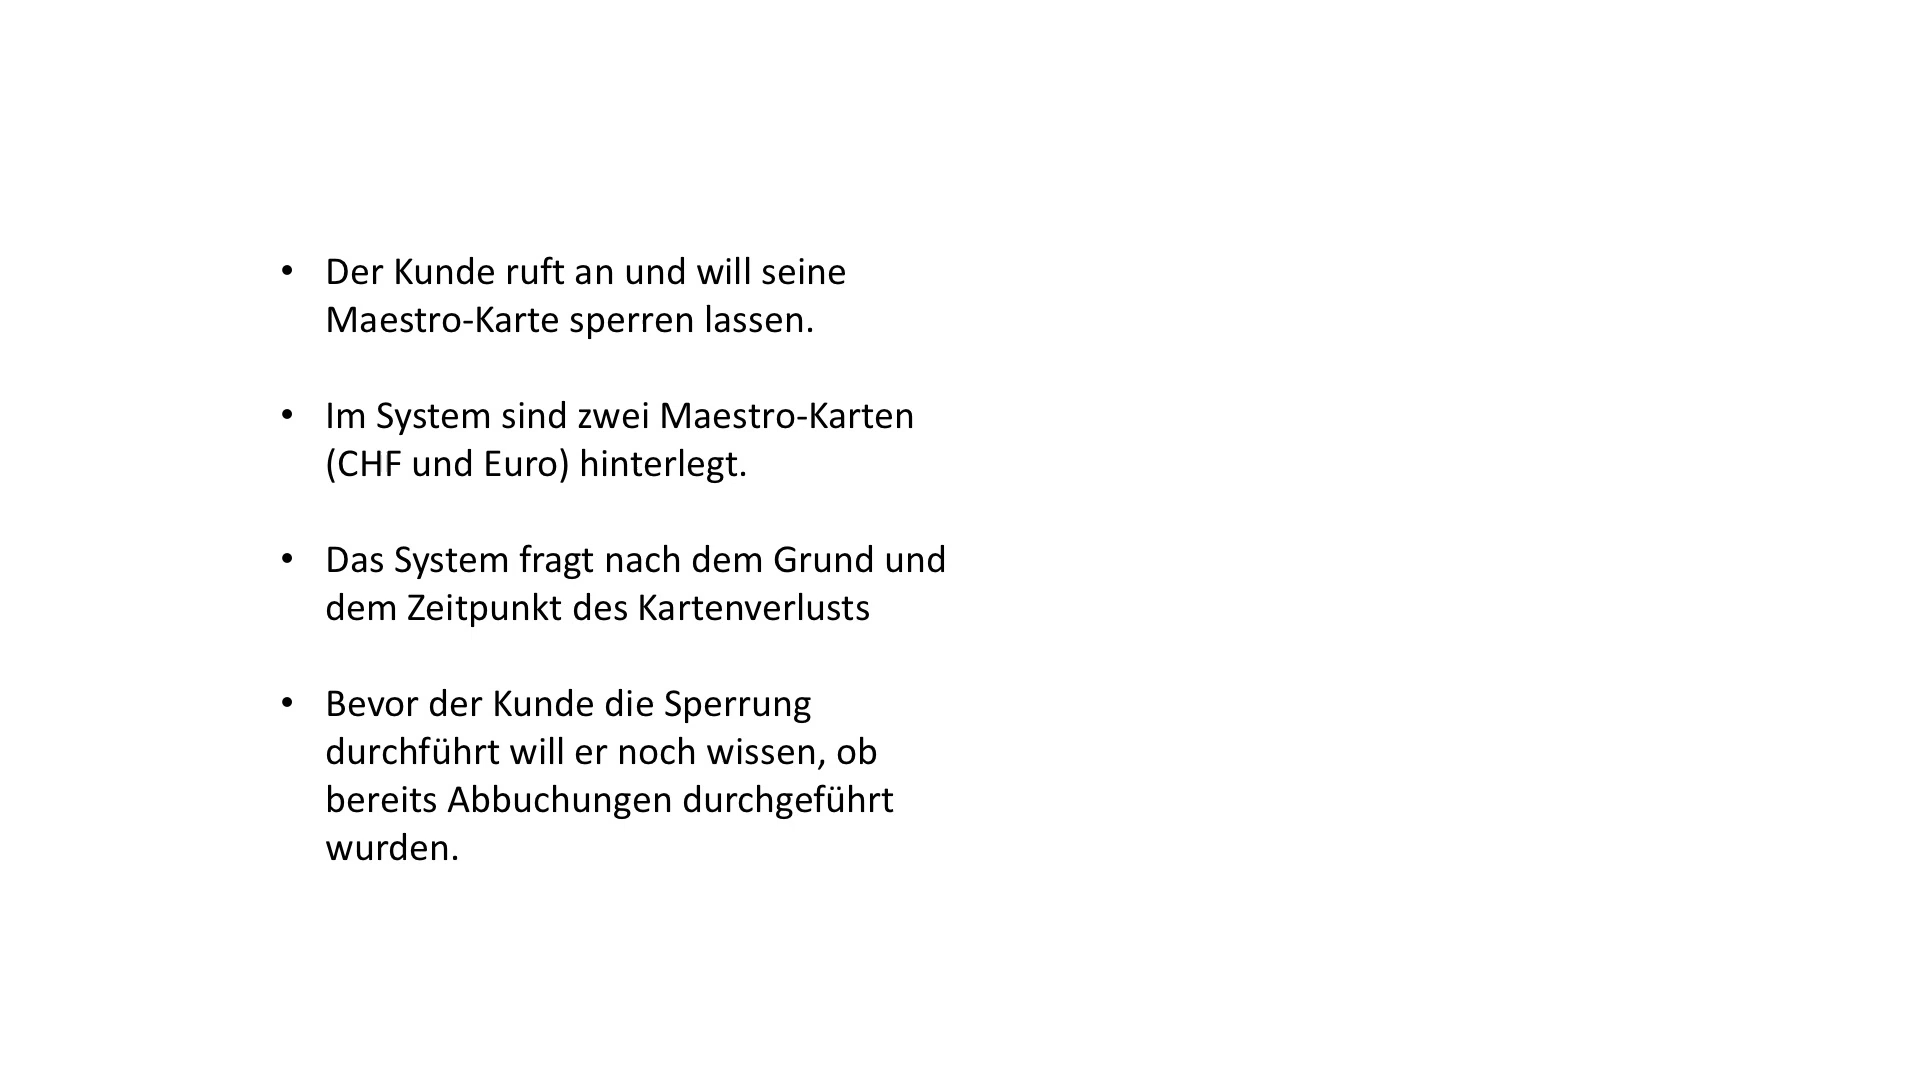 • Der Kunde ruft an und will seine
Maestro-Karte sperren lassen.
• Im System sind zwei Maestro-Karten
(CHF und Euro) hinterlegt.
• Das System fragt nach dem Grund und
dem Zeitpunkt des Kartenverlusts
• Bevor der Kunde die Sperrung
durchführt will er noch wissen, ob
bereits Abbuchungen durchgeführt
wurden.